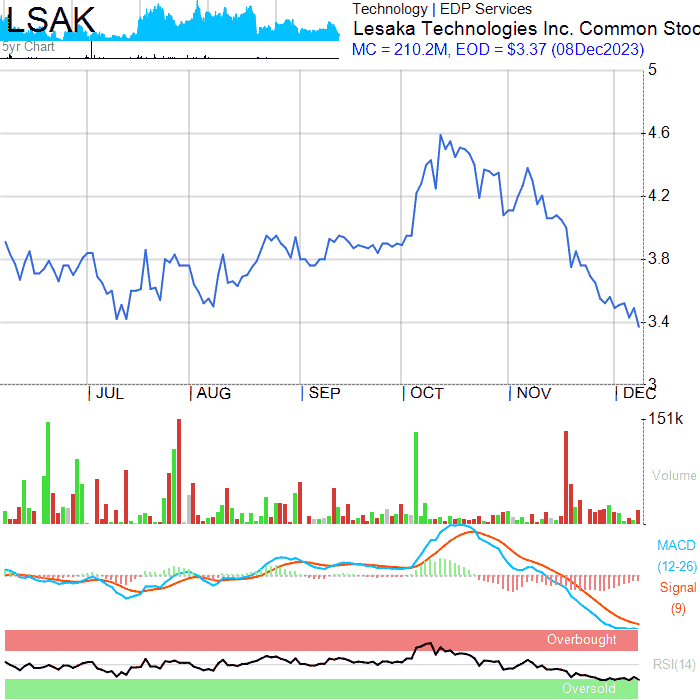 LSAK
5yr Chart
Technology | EDP Services
Lesaka Technologies Inc. Common Stoc
MC = 210.2M, EOD = $3.37 (08Dec2023)
5
4.6
4.2
3.8
3.4
3
JUL AUG SEP OCT NOV DEC
151k
Volume
MACD
(12-26)
Signal
(9)
Overbought
RSI(14)
Oversold